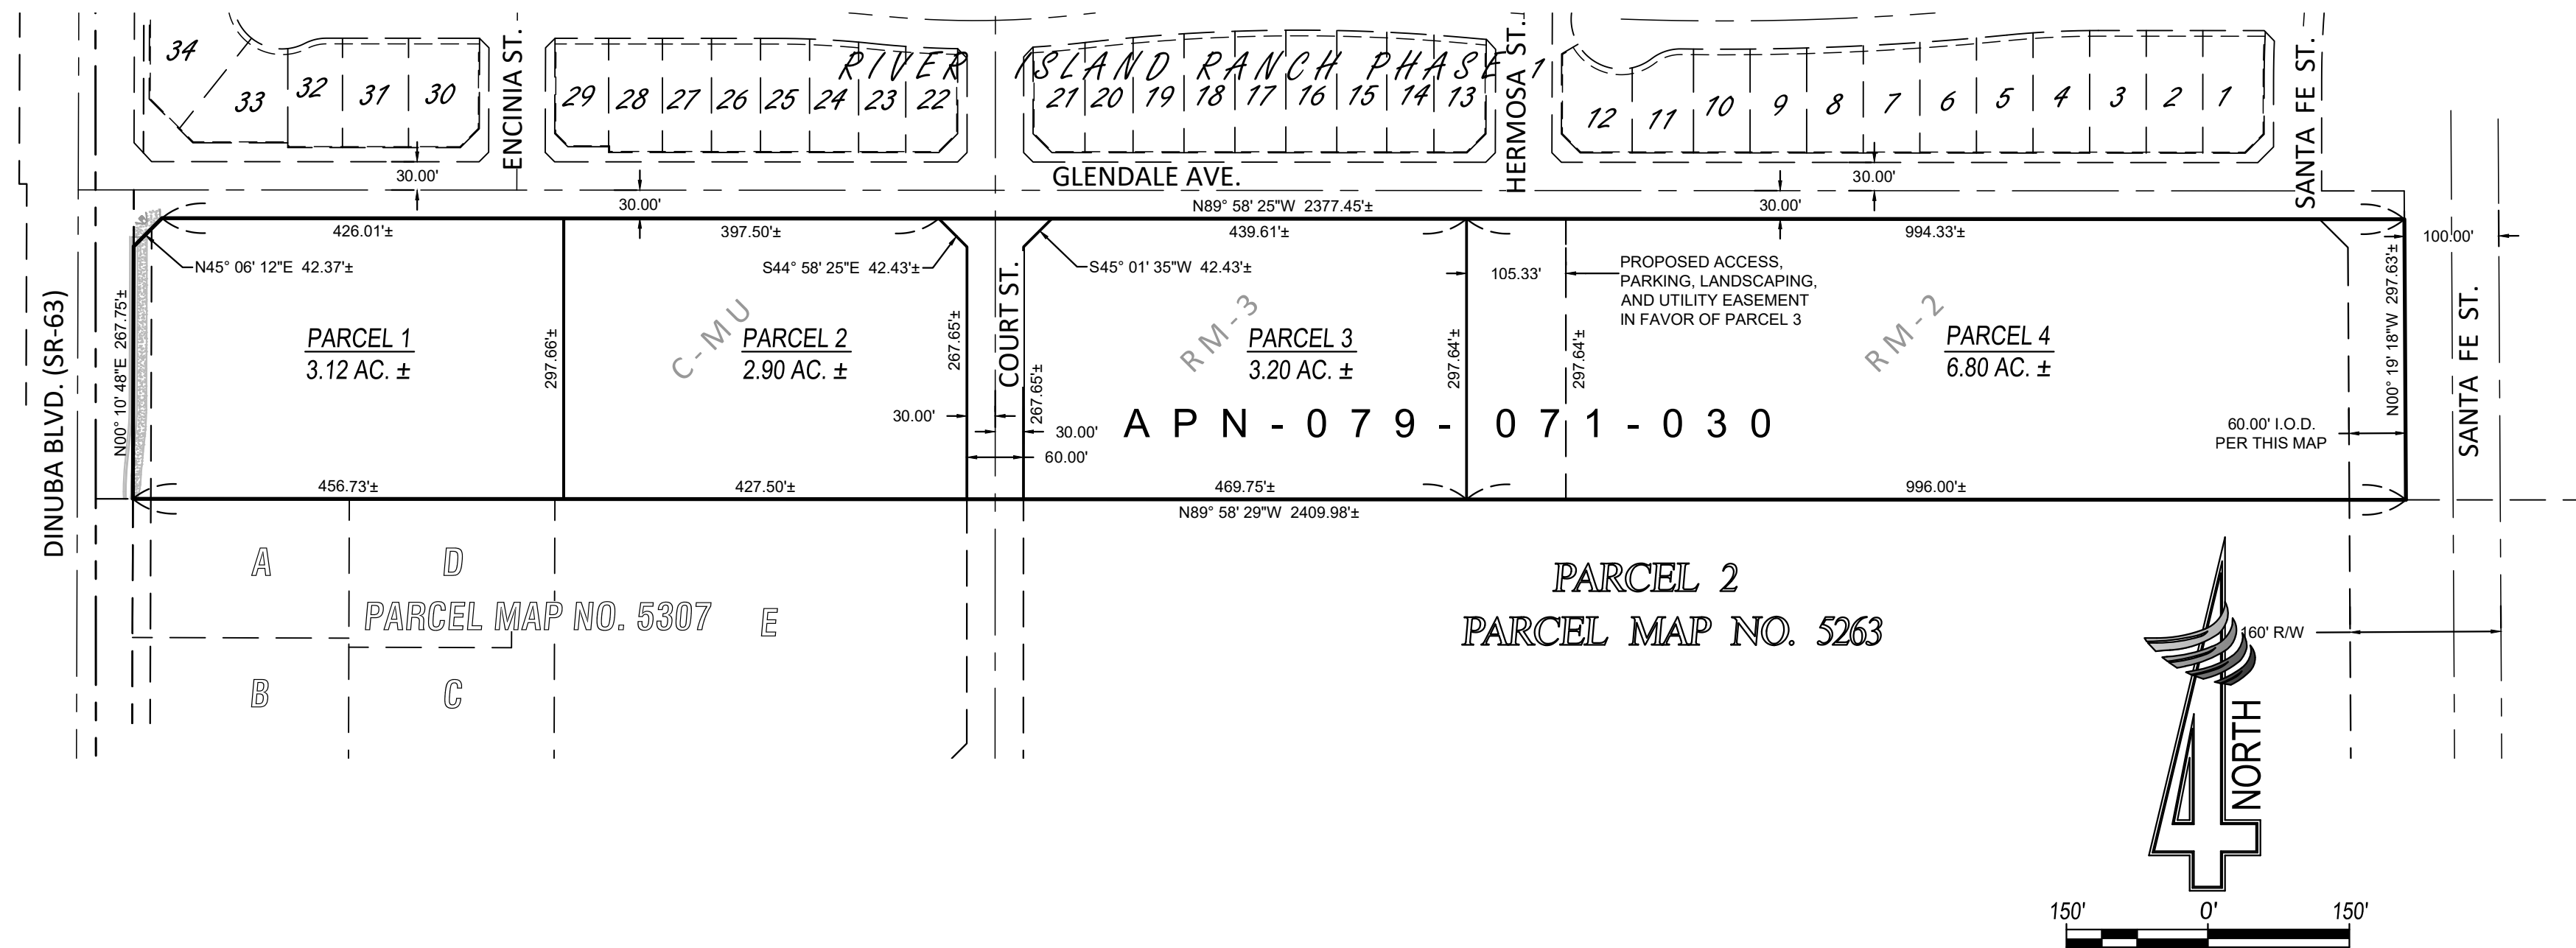 34
33
32
31
30
ENCINIA ST.
29
28
27
26
25
24
23
22
RIVER ISLAND RANCH PHASE 1
21
20
19
18
17
16
15
14
13
HERMOSA ST.
12
11
10
9
8
7
6
5
4
3
2
1
SANTA FE ST.
30.00'
30.00'
GLENDALE AVE.
N89° 58' 25"W 2377.45'±
30.00'
30.00'
426.01'±
397.50'±
439.61'±
994.33'±
100.00'
N45° 06' 12"E 42.37'±
S44° 58' 25"E 42.43'±
S45° 01' 35"W 42.43'±
105.33'
PROPOSED ACCESS,
PARKING, LANDSCAPING,
AND UTILITY EASEMENT
IN FAVOR OF PARCEL 3
DINUBA BLVD. (SR-63)
N00° 10' 48"E 267.75'±
PARCEL 1
3.12 AC. ±
297.66'±
C-MU
PARCEL 2
2.90 AC. ±
267.65'±
COURT ST.
267.65'±
RM-3
PARCEL 3
3.20 AC. ±
297.64'±
297.64'±
RM-2
PARCEL 4
6.80 AC. ±
N00° 19' 18"W 297.63'±
SANTA FE ST.
30.00'
30.00'
60.00'
APN-079-071-030
60.00' I.O.D.
PER THIS MAP
456.73'±
427.50'±
469.75'±
996.00'±
N89° 58' 29"W 2409.98'±
A
D
PARCEL MAP NO. 5307
E
B
C
PARCEL 2
PARCEL MAP NO. 5263
160' R/W
4
NORTH
150'
0'
150'